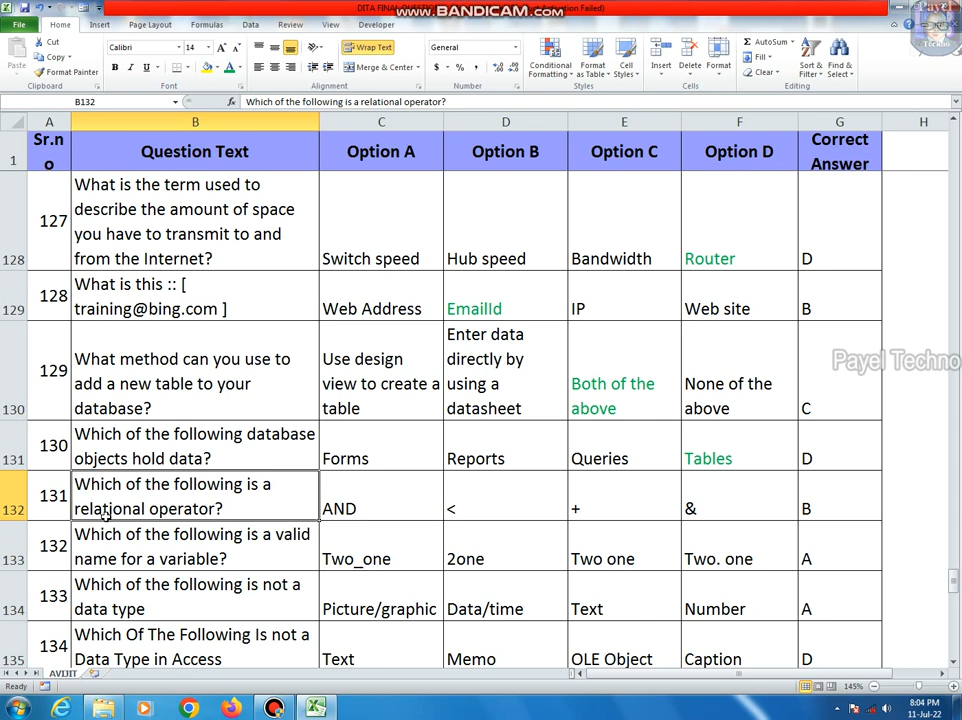 www.BANDICAM.com
File
Home
Insert
Page Layout
Formulas
Data
Review
View
Developer
Paste
Cut
Copy
Format Painter
Clipboard
Calibri
14
B I U
Font
Wrap Text
Merge & Center
Alignment
General
$ % ,
Number
Conditional Formatting
Format as Table
Cell Styles
Styles
Insert
Delete
Format
Cells
AutoSum
Fill
Clear
Sort & Filter
Find & Select
Editing
B132
fx
Which of the following is a relational operator?
A B C D E F G H
1
Sr.no
Question Text
Option A
Option B
Option C
Option D
Correct Answer
128
127
What is the term used to
describe the amount of space
you have to transmit to and
from the Internet?
Switch speed
Hub speed
Bandwidth
Router
D
129
128
What is this :: [
training@bing.com ]
Web Address
EmailId
IP
Web site
B
130
129
What method can you use to
add a new table to your
database?
Use design
view to create a
table
Enter data
directly by
using a
datasheet
Both of the
above
None of the
above
C
131
130
Which of the following database
objects hold data?
Forms
Reports
Queries
Tables
D
132
131
Which of the following is a
relational operator?
AND
<
+
&
B
133
132
Which of the following is a valid
name for a variable?
Two_one
2one
Two one
Two. one
A
134
133
Which of the following is not a
data type
Picture/graphic
Data/time
Text
Number
A
135
134
Which Of The Following Is not a
Data Type in Access
Text
Memo
OLE Object
Caption
D
Payel Techno
AVIJIT
Ready
145%
8:04 PM
11-Jul-22